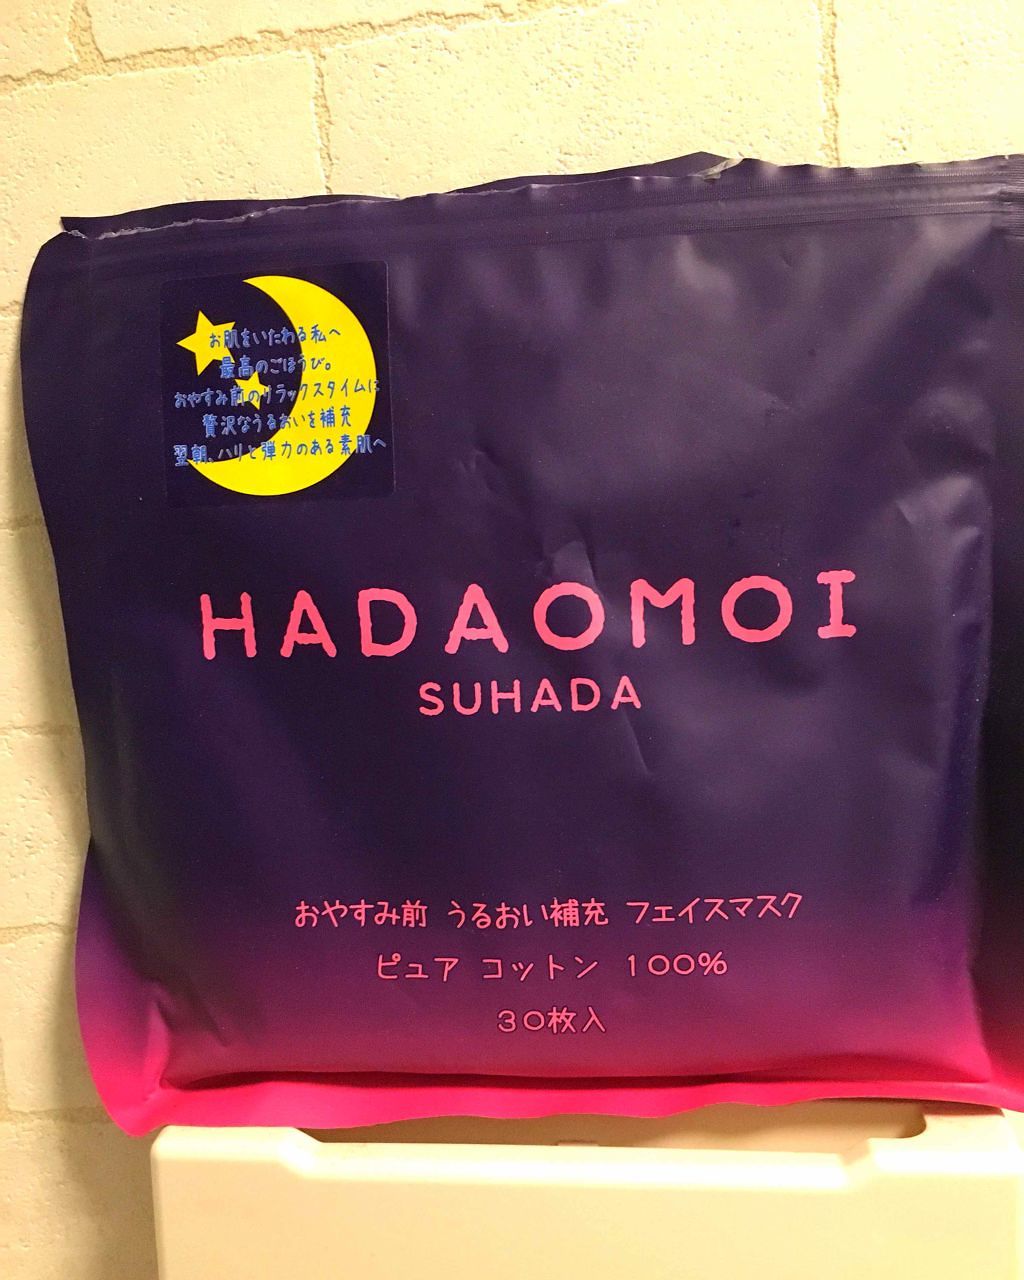 お肌をいたわる私へ
最高のごほうび。
おやすみ前のリラックスタイムに
贅沢なうるおいを補充
翌朝、ハリと弾力のある素肌へ
HADAOMOI
SUHADA
おやすみ前 うるおい補充 フェイスマスク
ピュア コットン 100%
30枚入